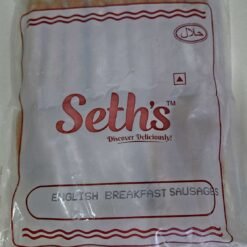 حلال
Seth's™
Discover Deliciously!
ENGLISH BREAKFAST SAUSAGES